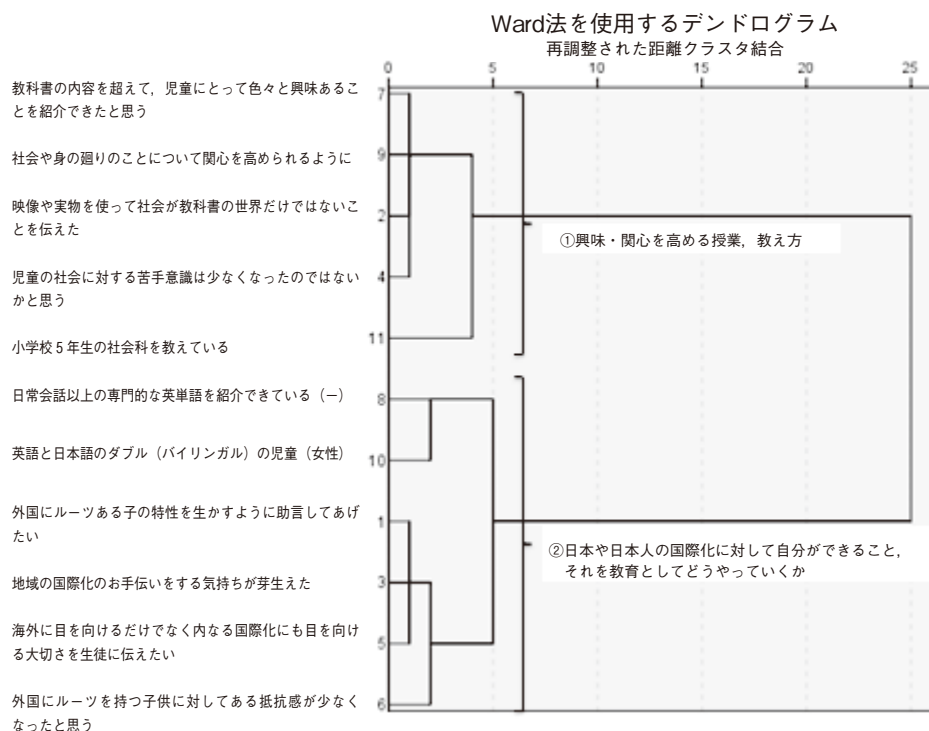 Ward法を使用するデンドログラム
再調整された距離クラスタ結合
0 5 10 15 20 25
教科書の内容を超えて，児童にとって色々と興味あるこ
とを紹介できたと思う
7
社会や身の廻りのことについて関心を高められるように
9
映像や実物を使って社会が教科書の世界だけではないこ
とを伝えた
2
①興味・関心を高める授業，教え方
児童の社会に対する苦手意識は少なくなったのではない
かと思う
4
小学校５年生の社会科を教えている
11
日常会話以上の専門的な英単語を紹介できている（－）
8
英語と日本語のダブル（バイリンガル）の児童（女性）
10
外国にルーツある子の特性を生かすように助言してあげ
たい
1
②日本や日本人の国際化に対して自分ができること，
それを教育としてどうやっていくか
地域の国際化のお手伝いをする気持ちが芽生えた
3
海外に目を向けるだけでなく内なる国際化にも目を向け
る大切さを生徒に伝えたい
5
外国にルーツを持つ子供に対してある抵抗感が少なく
なったと思う
6